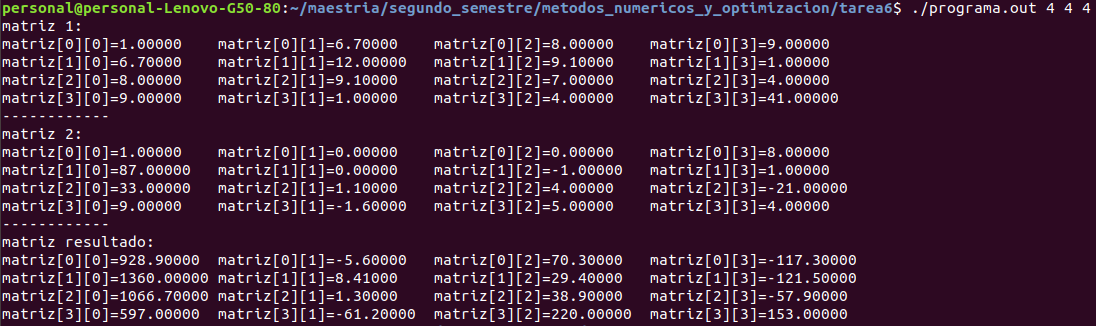 personal@personal-Lenovo-G50-80:~/maestria/segundo_semestre/metodos_numericos_y_optimizacion/tarea6$ ./programa.out 4 4 4
matriz 1:
matriz[0][0]=1.00000 matriz[0][1]=6.70000 matriz[0][2]=8.00000 matriz[0][3]=9.00000
matriz[1][0]=6.70000 matriz[1][1]=12.00000 matriz[1][2]=9.10000 matriz[1][3]=1.00000
matriz[2][0]=8.00000 matriz[2][1]=9.10000 matriz[2][2]=7.00000 matriz[2][3]=4.00000
matriz[3][0]=9.00000 matriz[3][1]=1.00000 matriz[3][2]=4.00000 matriz[3][3]=41.00000
------------
matriz 2:
matriz[0][0]=1.00000 matriz[0][1]=0.00000 matriz[0][2]=0.00000 matriz[0][3]=8.00000
matriz[1][0]=87.00000 matriz[1][1]=0.00000 matriz[1][2]=-1.00000 matriz[1][3]=1.00000
matriz[2][0]=33.00000 matriz[2][1]=1.10000 matriz[2][2]=4.00000 matriz[2][3]=-21.00000
matriz[3][0]=9.00000 matriz[3][1]=-1.60000 matriz[3][2]=5.00000 matriz[3][3]=4.00000
------------
matriz resultado:
matriz[0][0]=928.90000 matriz[0][1]=-5.60000 matriz[0][2]=70.30000 matriz[0][3]=-117.30000
matriz[1][0]=1360.00000 matriz[1][1]=8.41000 matriz[1][2]=29.40000 matriz[1][3]=-121.50000
matriz[2][0]=1066.70000 matriz[2][1]=1.30000 matriz[2][2]=38.90000 matriz[2][3]=-57.90000
matriz[3][0]=597.00000 matriz[3][1]=-61.20000 matriz[3][2]=220.00000 matriz[3][3]=153.00000